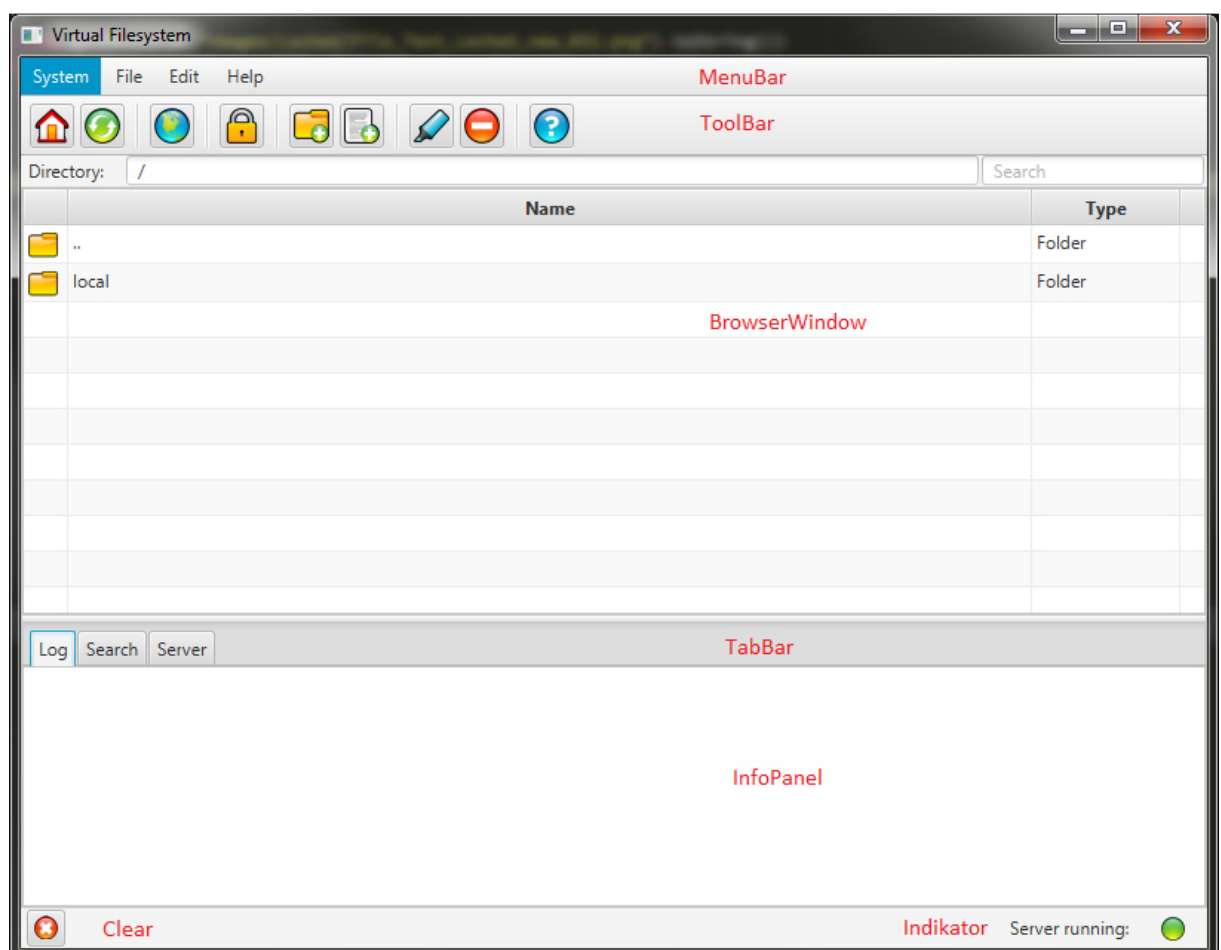 Virtual Filesystem
System File Edit Help MenuBar
ToolBar
Directory: / Search
Name Type
.. Folder
local Folder
BrowserWindow
Log Search Server TabBar
InfoPanel
Clear Indikator Server running: